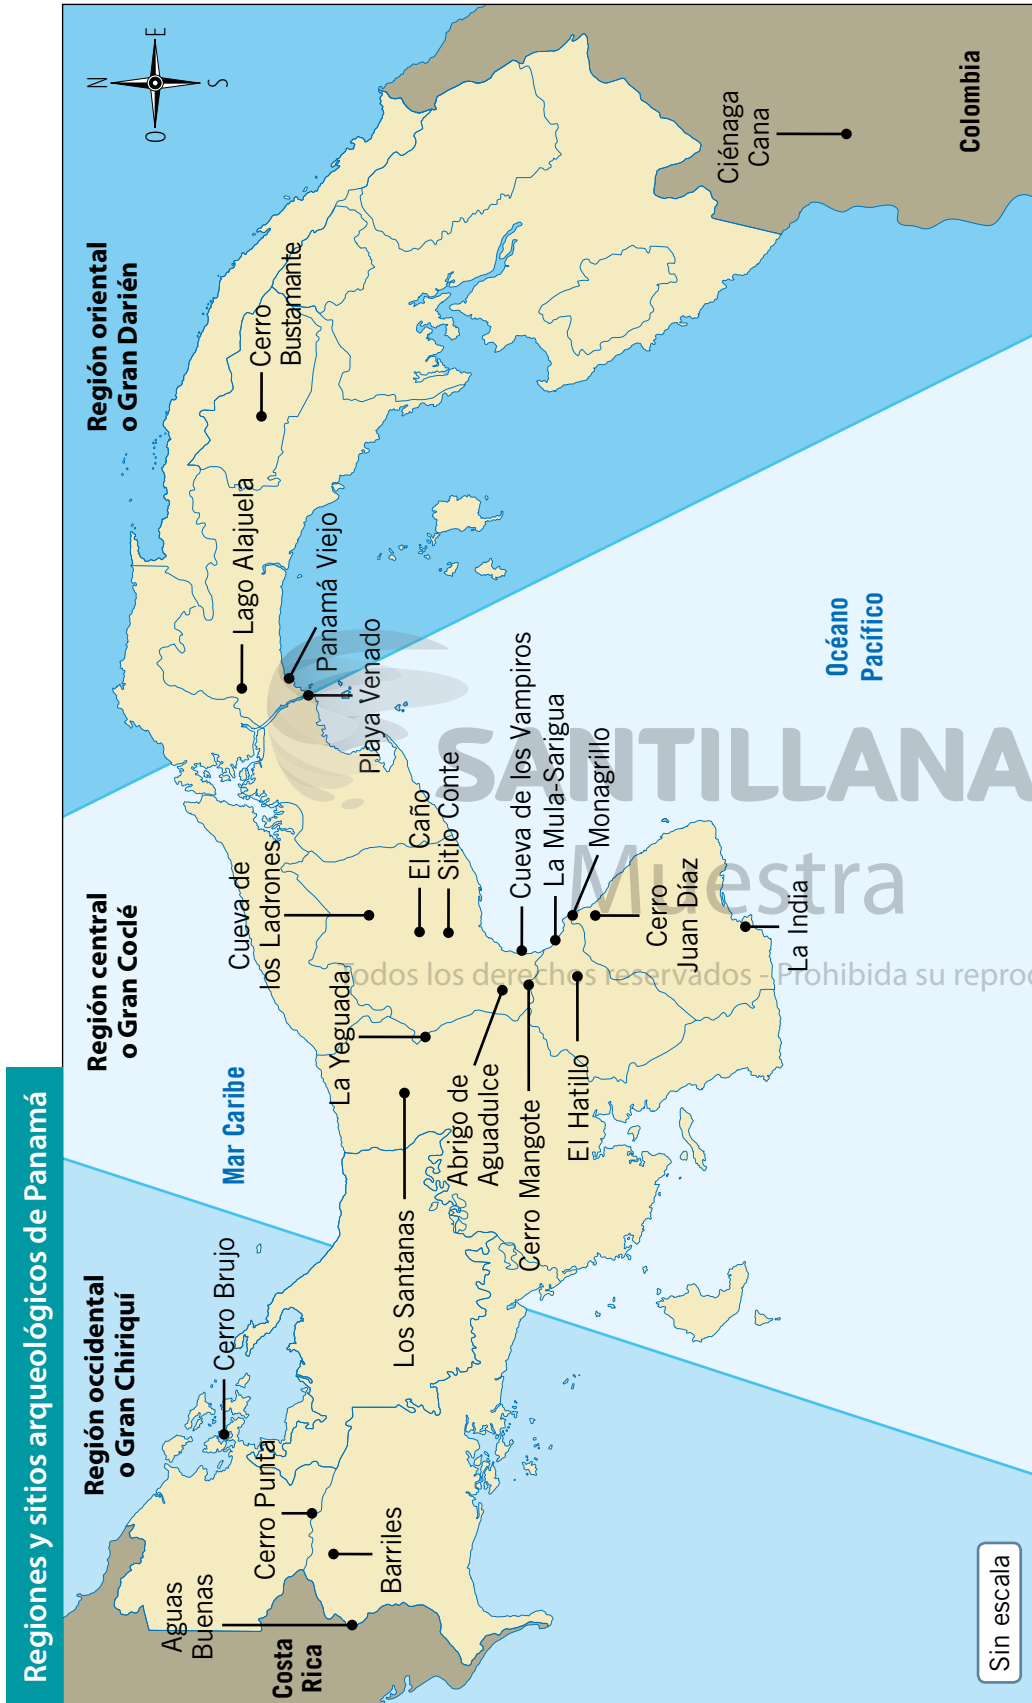 Regiones y sitios arqueológicos de Panamá
Región occidental
o Gran Chiriquí
Región central
o Gran Coclé
Región oriental
o Gran Darién
N
O
E
S
Mar Caribe
Océano
Pacífico
Costa
Rica
Colombia
Aguas
Buenas
Cerro Punta
Barriles
Cerro Brujo
Los Santanas
La Yeguada
Cueva de
los Ladrones
El Caño
Sitio Conte
Abrigo de
Aguadulce
Cerro Mangote
El Hatillo
Cueva de los Vampiros
La Mula-Sarigua
Monagrillo
Cerro
Juan Díaz
La India
Lago Alajuela
Panamá Viejo
Playa Venado
Cerro
Bustamante
Ciénaga
Cana
Sin escala
SANTILLANA
Muestra
Todos los derechos reservados - Prohibida su reproc